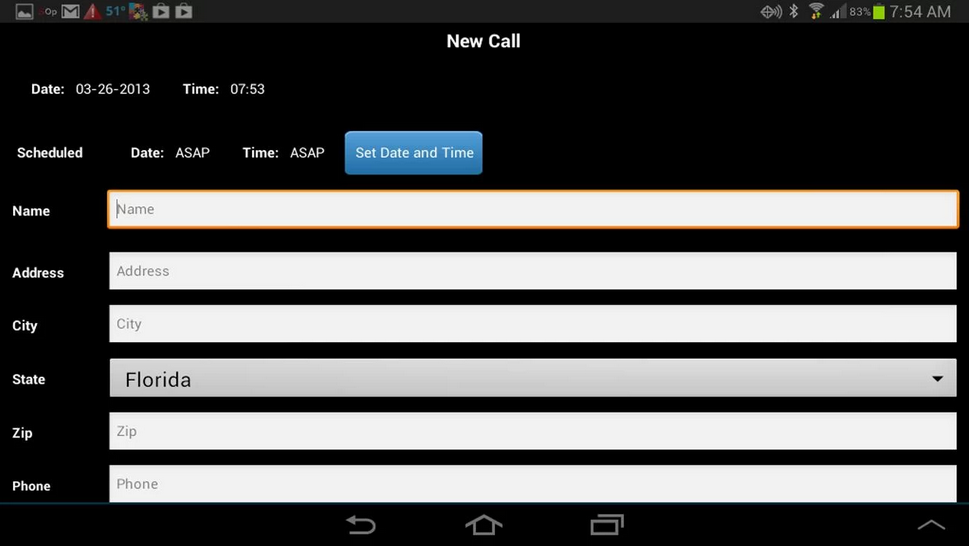 Op 51° 83% 7:54 AM
New Call
Date: 03-26-2013 Time: 07:53
Scheduled Date: ASAP Time: ASAP Set Date and Time
Name Name
Address Address
City City
State Florida
Zip Zip
Phone Phone